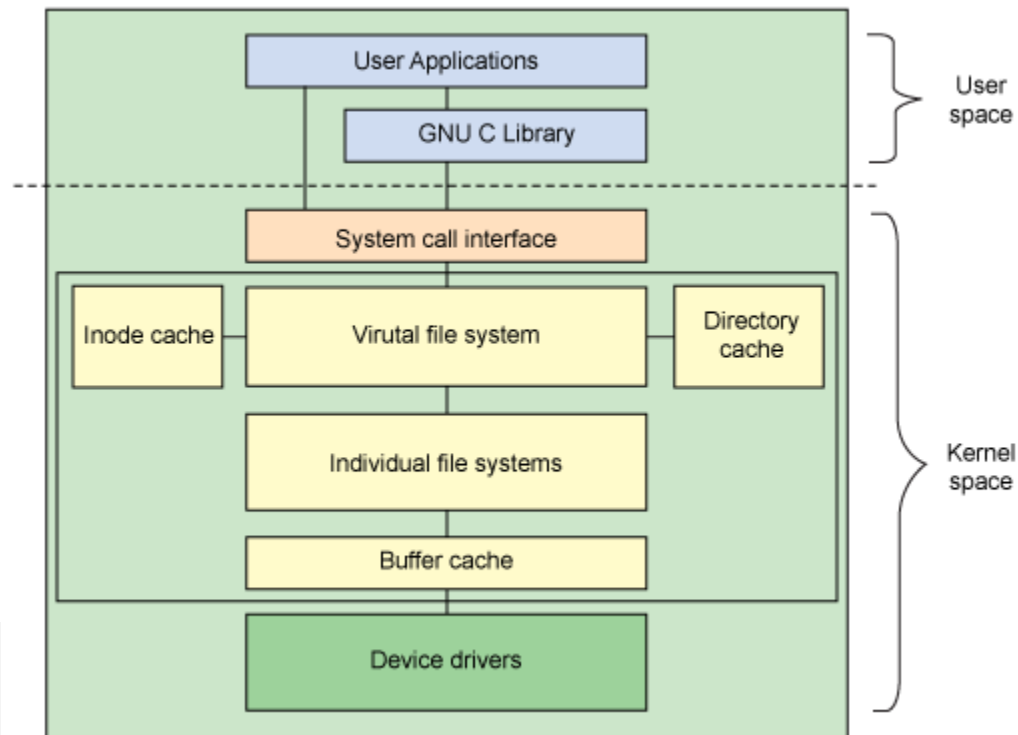 User Applications
User
space
GNU C Library
System call interface
Inode cache
Virutal file system
Directory
cache
Individual file systems
Kernel
space
Buffer cache
Device drivers